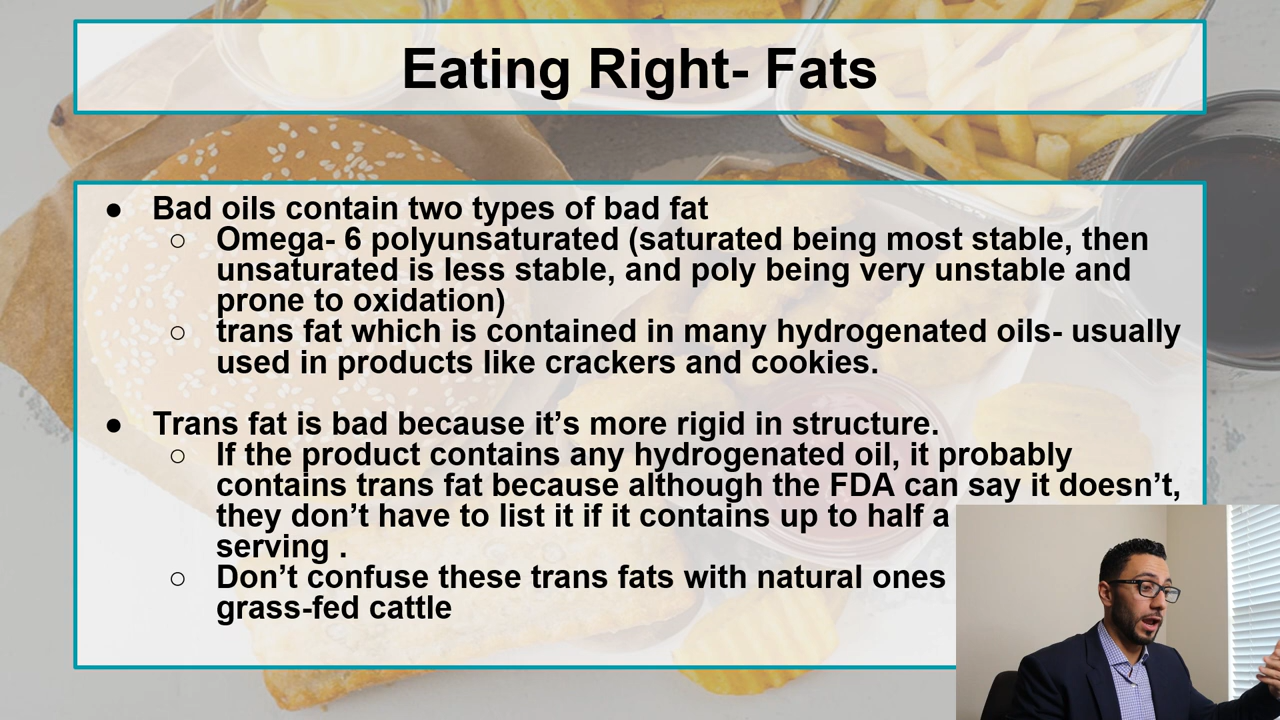 Eating Right- Fats
● Bad oils contain two types of bad fat
○ Omega- 6 polyunsaturated (saturated being most stable, then
unsaturated is less stable, and poly being very unstable and
prone to oxidation)
○ trans fat which is contained in many hydrogenated oils- usually
used in products like crackers and cookies.
● Trans fat is bad because it’s more rigid in structure.
○ If the product contains any hydrogenated oil, it probably
contains trans fat because although the FDA can say it doesn’t,
they don’t have to list it if it contains up to half a
serving .
○ Don’t confuse these trans fats with natural ones
grass-fed cattle